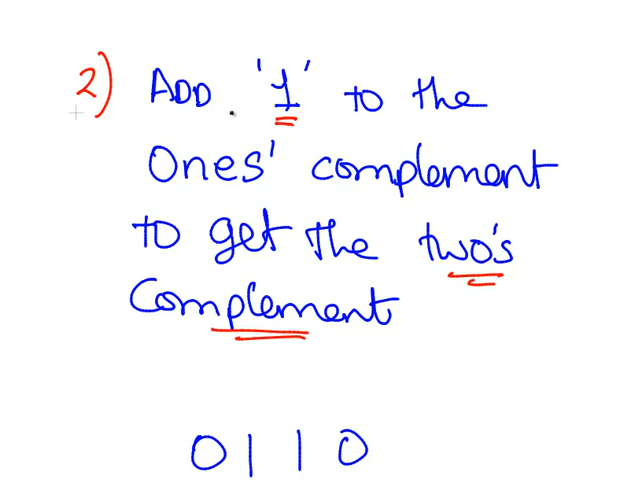 2) ADD '1' to the
Ones' complement
to get the two's
Complement
0110